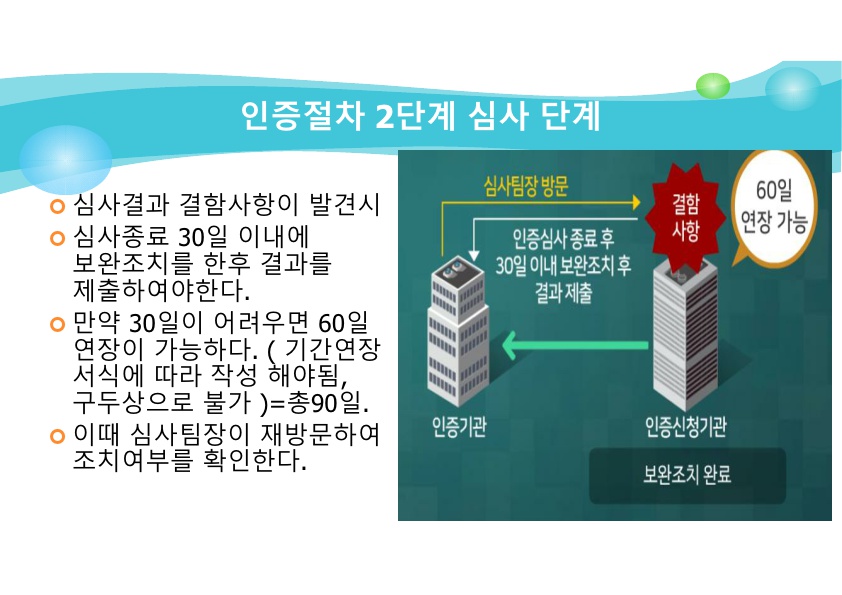 인증절차 2단계 심사 단계
심사결과 결함사항이 발견시
심사종료 30일 이내에
보완조치를 한후 결과를
제출하여야한다.
만약 30일이 어려우면 60일
연장이 가능하다. ( 기간연장
서식에 따라 작성 해야됨,
구두상으로 불가 )=총90일.
이때 심사팀장이 재방문하여
조치여부를 확인한다.
심사팀장 방문
결함
사항
60일
연장 가능
인증심사 종료 후
30일 이내 보완조치 후
결과 제출
인증기관
인증신청기관
보완조치 완료